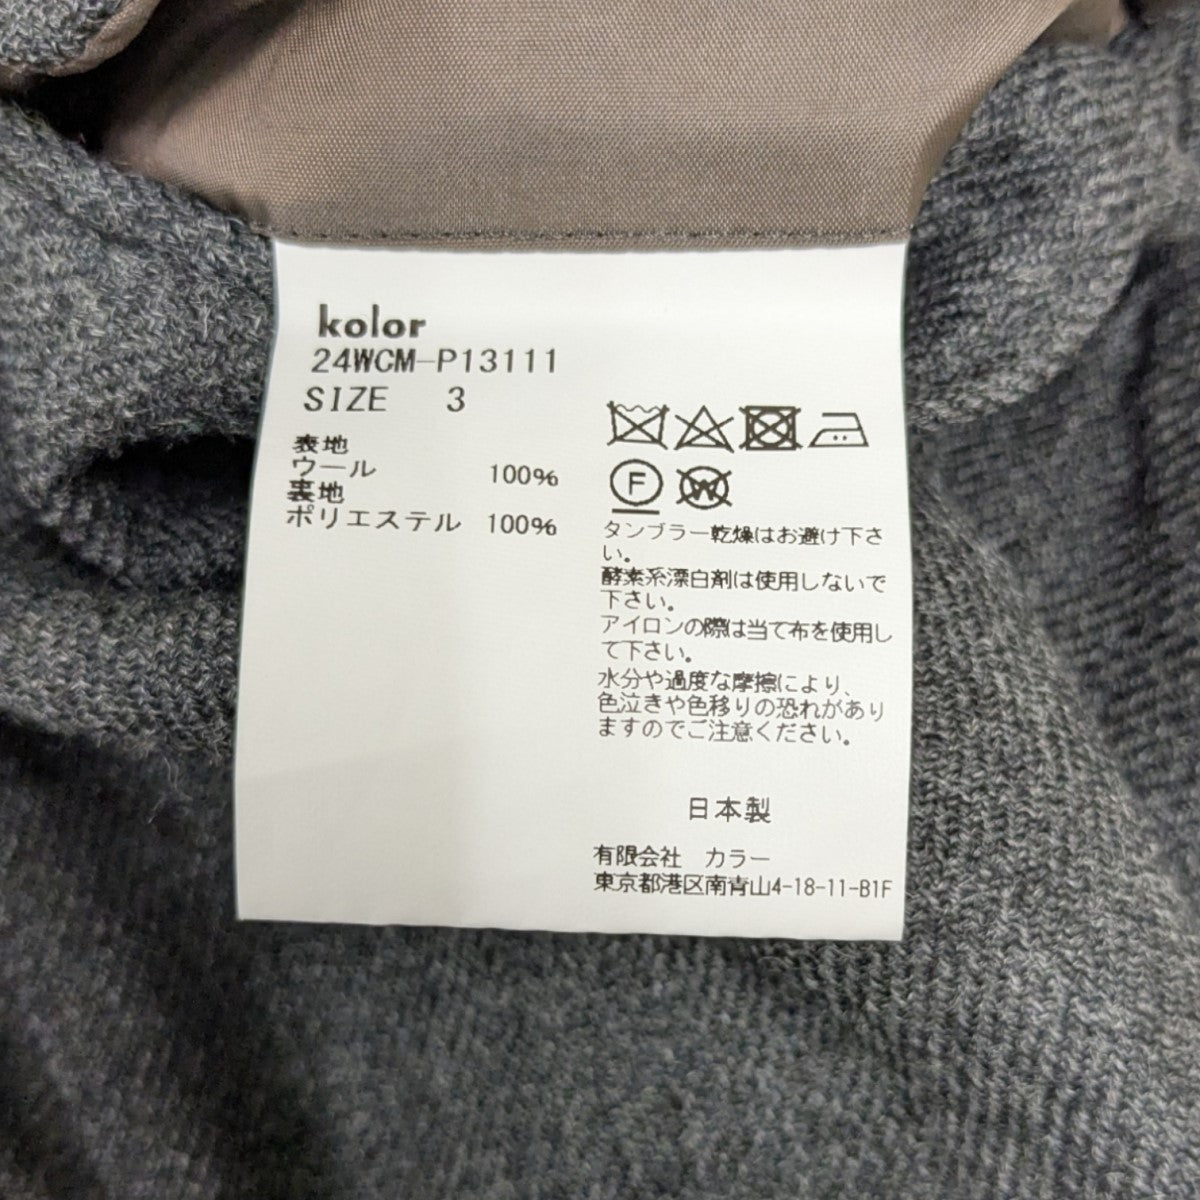 kolor
24WCM-P13111
SIZE 3
表地
ウール 100%
裏地
ポリエステル 100%
F
W
タンブラー乾燥はお避け下さ
い。
酵素系漂白剤は使用しないで
下さい。
アイロンの際は当て布を使用し
て下さい。
水分や過度な摩擦により、
色泣きや色移りの恐れがあり
ますのでご注意ください。
日本製
有限会社 カラー
東京都港区南青山4-18-11-B1F